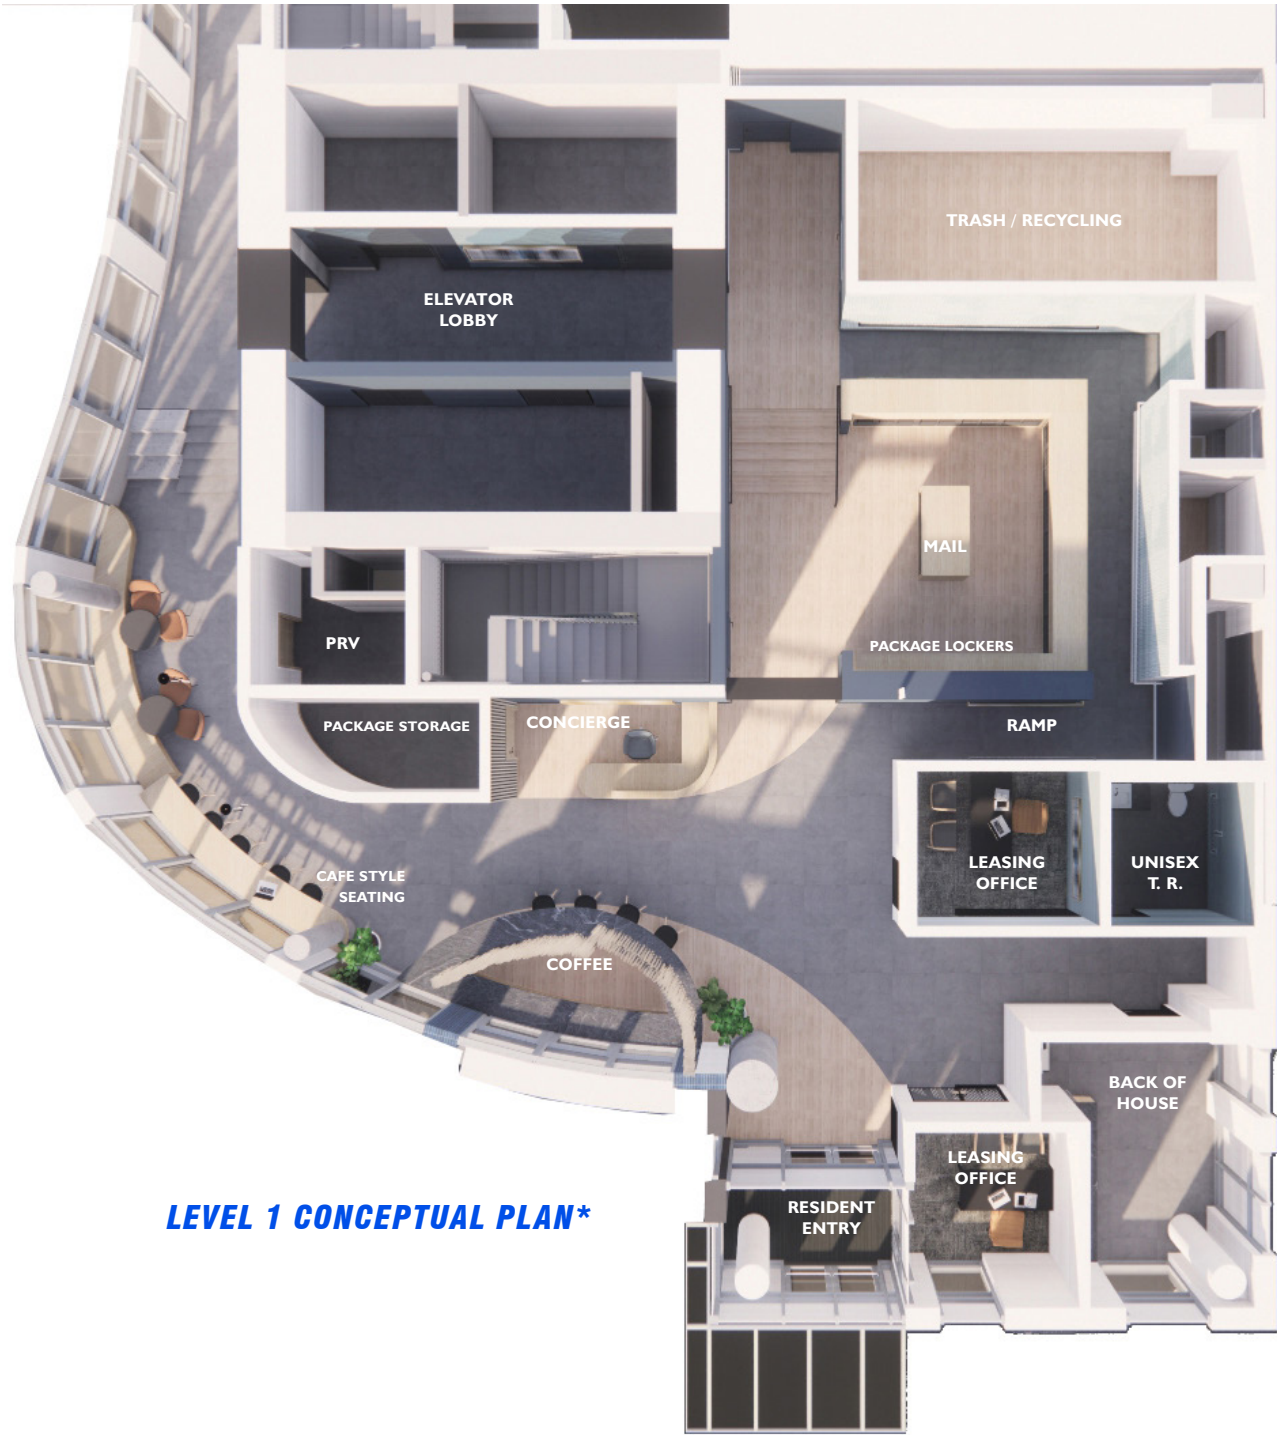 TRASH / RECYCLING
ELEVATOR
LOBBY
MAIL
PRV
PACKAGE LOCKERS
PACKAGE STORAGE
CONCIERGE
RAMP
LEASING
OFFICE
UNISEX
T. R.
CAFE STYLE
SEATING
COFFEE
BACK OF
HOUSE
LEASING
OFFICE
RESIDENT
ENTRY
LEVEL 1 CONCEPTUAL PLAN*